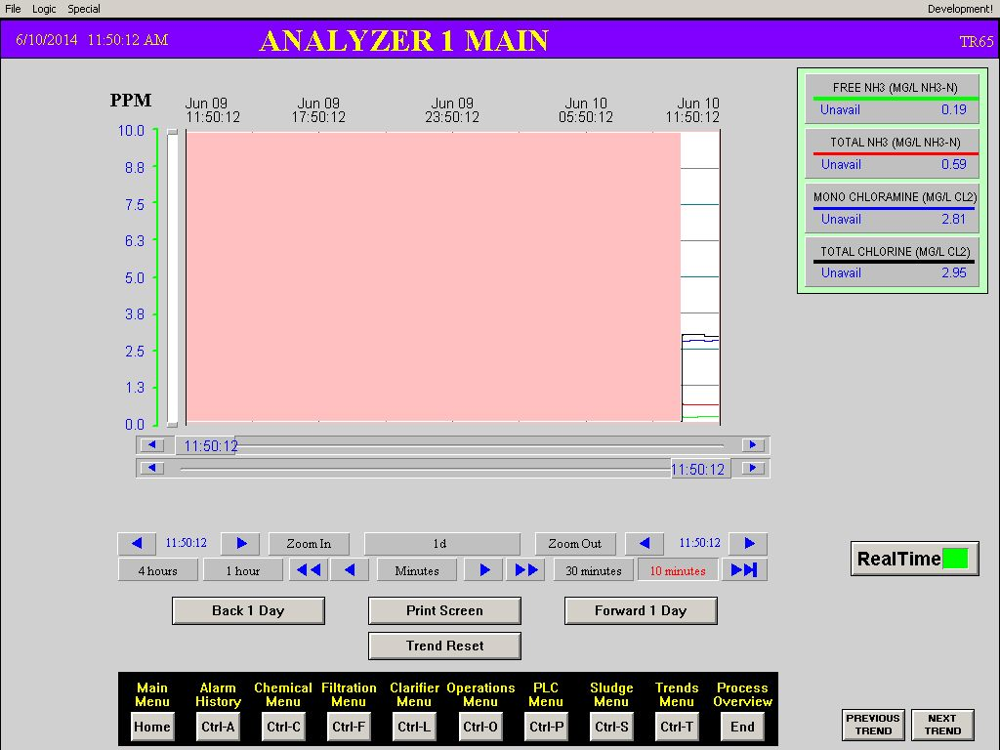 File Logic Special Development!
6/10/2014 11:50:12 AM ANALYZER 1 MAIN TR65
PPM
Jun 09 Jun 09 Jun 09 Jun 10 Jun 10
11:50:12 17:50:12 23:50:12 05:50:12 11:50:12
10.0
8.8
7.5
6.3
5.0
3.8
2.5
1.3
0.0
FREE NH3 (MG/L NH3-N)
Unavail 0.19
TOTAL NH3 (MG/L NH3-N)
Unavail 0.59
MONO CHLORAMINE (MG/L CL2)
Unavail 2.81
TOTAL CHLORINE (MG/L CL2)
Unavail 2.95
11:50:12
11:50:12
11:50:12 Zoom In 1d Zoom Out 11:50:12
4 hours 1 hour Minutes 30 minutes 10 minutes
RealTime
Back 1 Day Print Screen Forward 1 Day
Trend Reset
Main Alarm Chemical Filtration Clarifier Operations PLC Sludge Trends Process
Menu History Menu Menu Menu Menu Menu Menu Menu Overview
Home Ctrl-A Ctrl-C Ctrl-F Ctrl-L Ctrl-O Ctrl-P Ctrl-S Ctrl-T End
PREVIOUS NEXT
TREND TREND